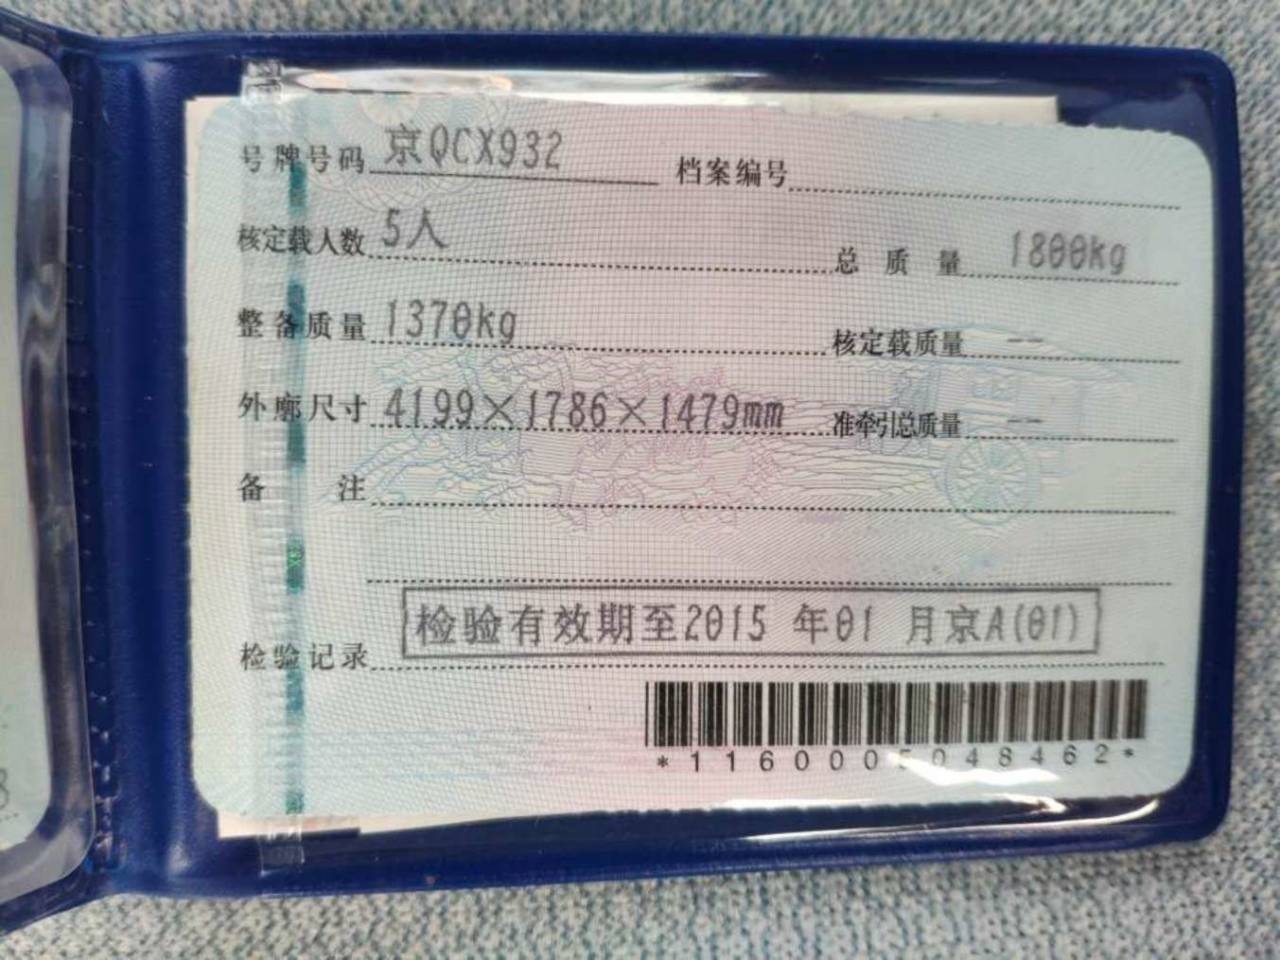 号牌号码 京QCX932 档案编号
核定载人数 5人 总质量 1800kg
整备质量 1370kg 核定载质量 --
外廓尺寸 4199×1786×1479mm 准牵引总质量 --
备注
检验记录 检验有效期至2015 年01 月京A(01)
*1160005048462*